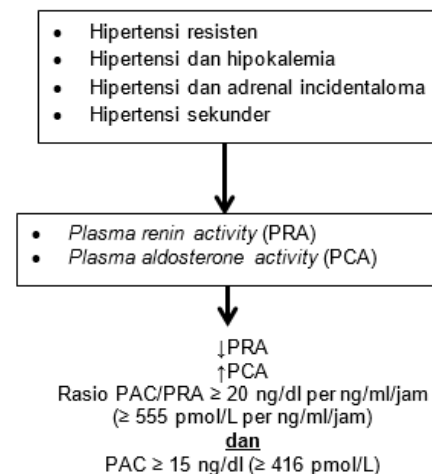 • Hipertensi resisten
• Hipertensi dan hipokalemia
• Hipertensi dan adrenal incidentaloma
• Hipertensi sekunder
• Plasma renin activity (PRA)
• Plasma aldosterone activity (PCA)
↓PRA
↑PCA
Rasio PAC/PRA ≥ 20 ng/dl per ng/ml/jam
(≥ 555 pmol/L per ng/ml/jam)
dan
PAC ≥ 15 ng/dl (≥ 416 pmol/L)